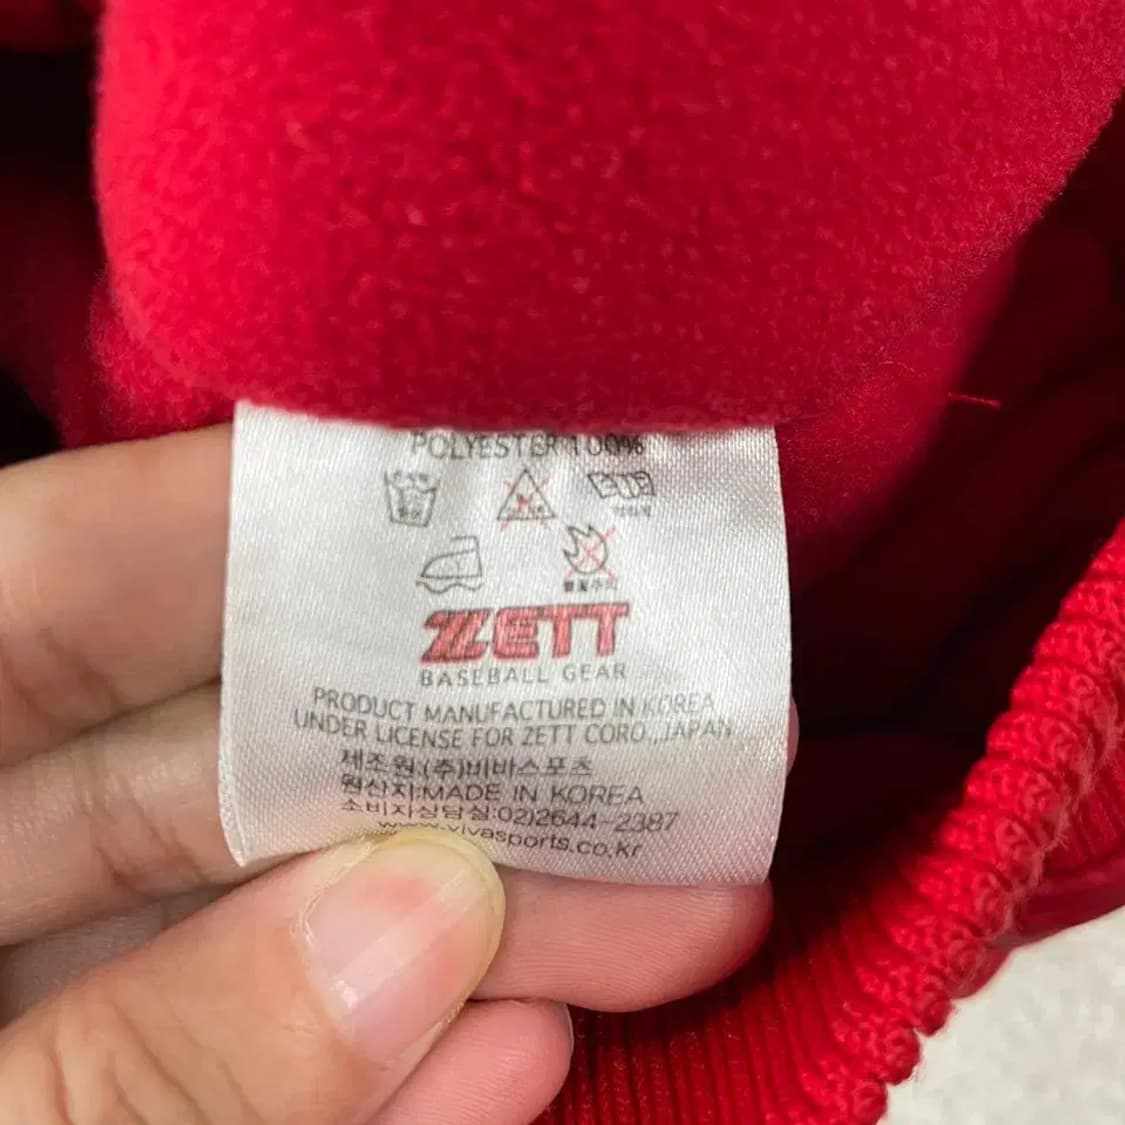 POLYESTER 100%
ZETT
BASEBALL GEAR
PRODUCT MANUFACTURED IN KOREA
UNDER LICENSE FOR ZETT CORO., JAPAN
제조원:(주)비바스포츠
원산지:MADE IN KOREA
소비자상담실:02)2644-2387
www.vivasports.co.kr